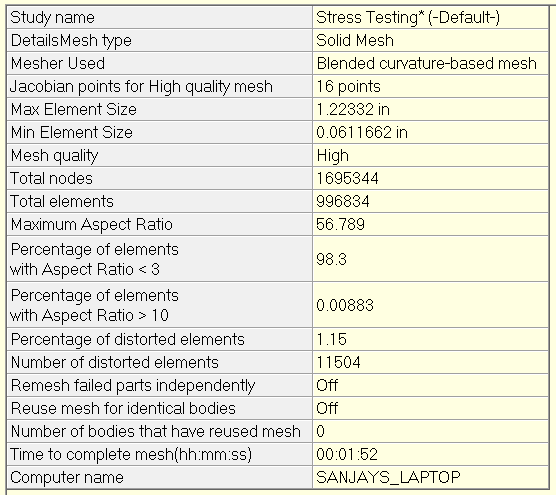 Study name Stress Testing* (-Default-)
DetailsMesh type Solid Mesh
Mesher Used Blended curvature-based mesh
Jacobian points for High quality mesh 16 points
Max Element Size 1.22332 in
Min Element Size 0.0611662 in
Mesh quality High
Total nodes 1695344
Total elements 996834
Maximum Aspect Ratio 56.789
Percentage of elements
with Aspect Ratio < 3 98.3
Percentage of elements
with Aspect Ratio > 10 0.00883
Percentage of distorted elements 1.15
Number of distorted elements 11504
Remesh failed parts independently Off
Reuse mesh for identical bodies Off
Number of bodies that have reused mesh 0
Time to complete mesh(hh:mm:ss) 00:01:52
Computer name SANJAYS_LAPTOP